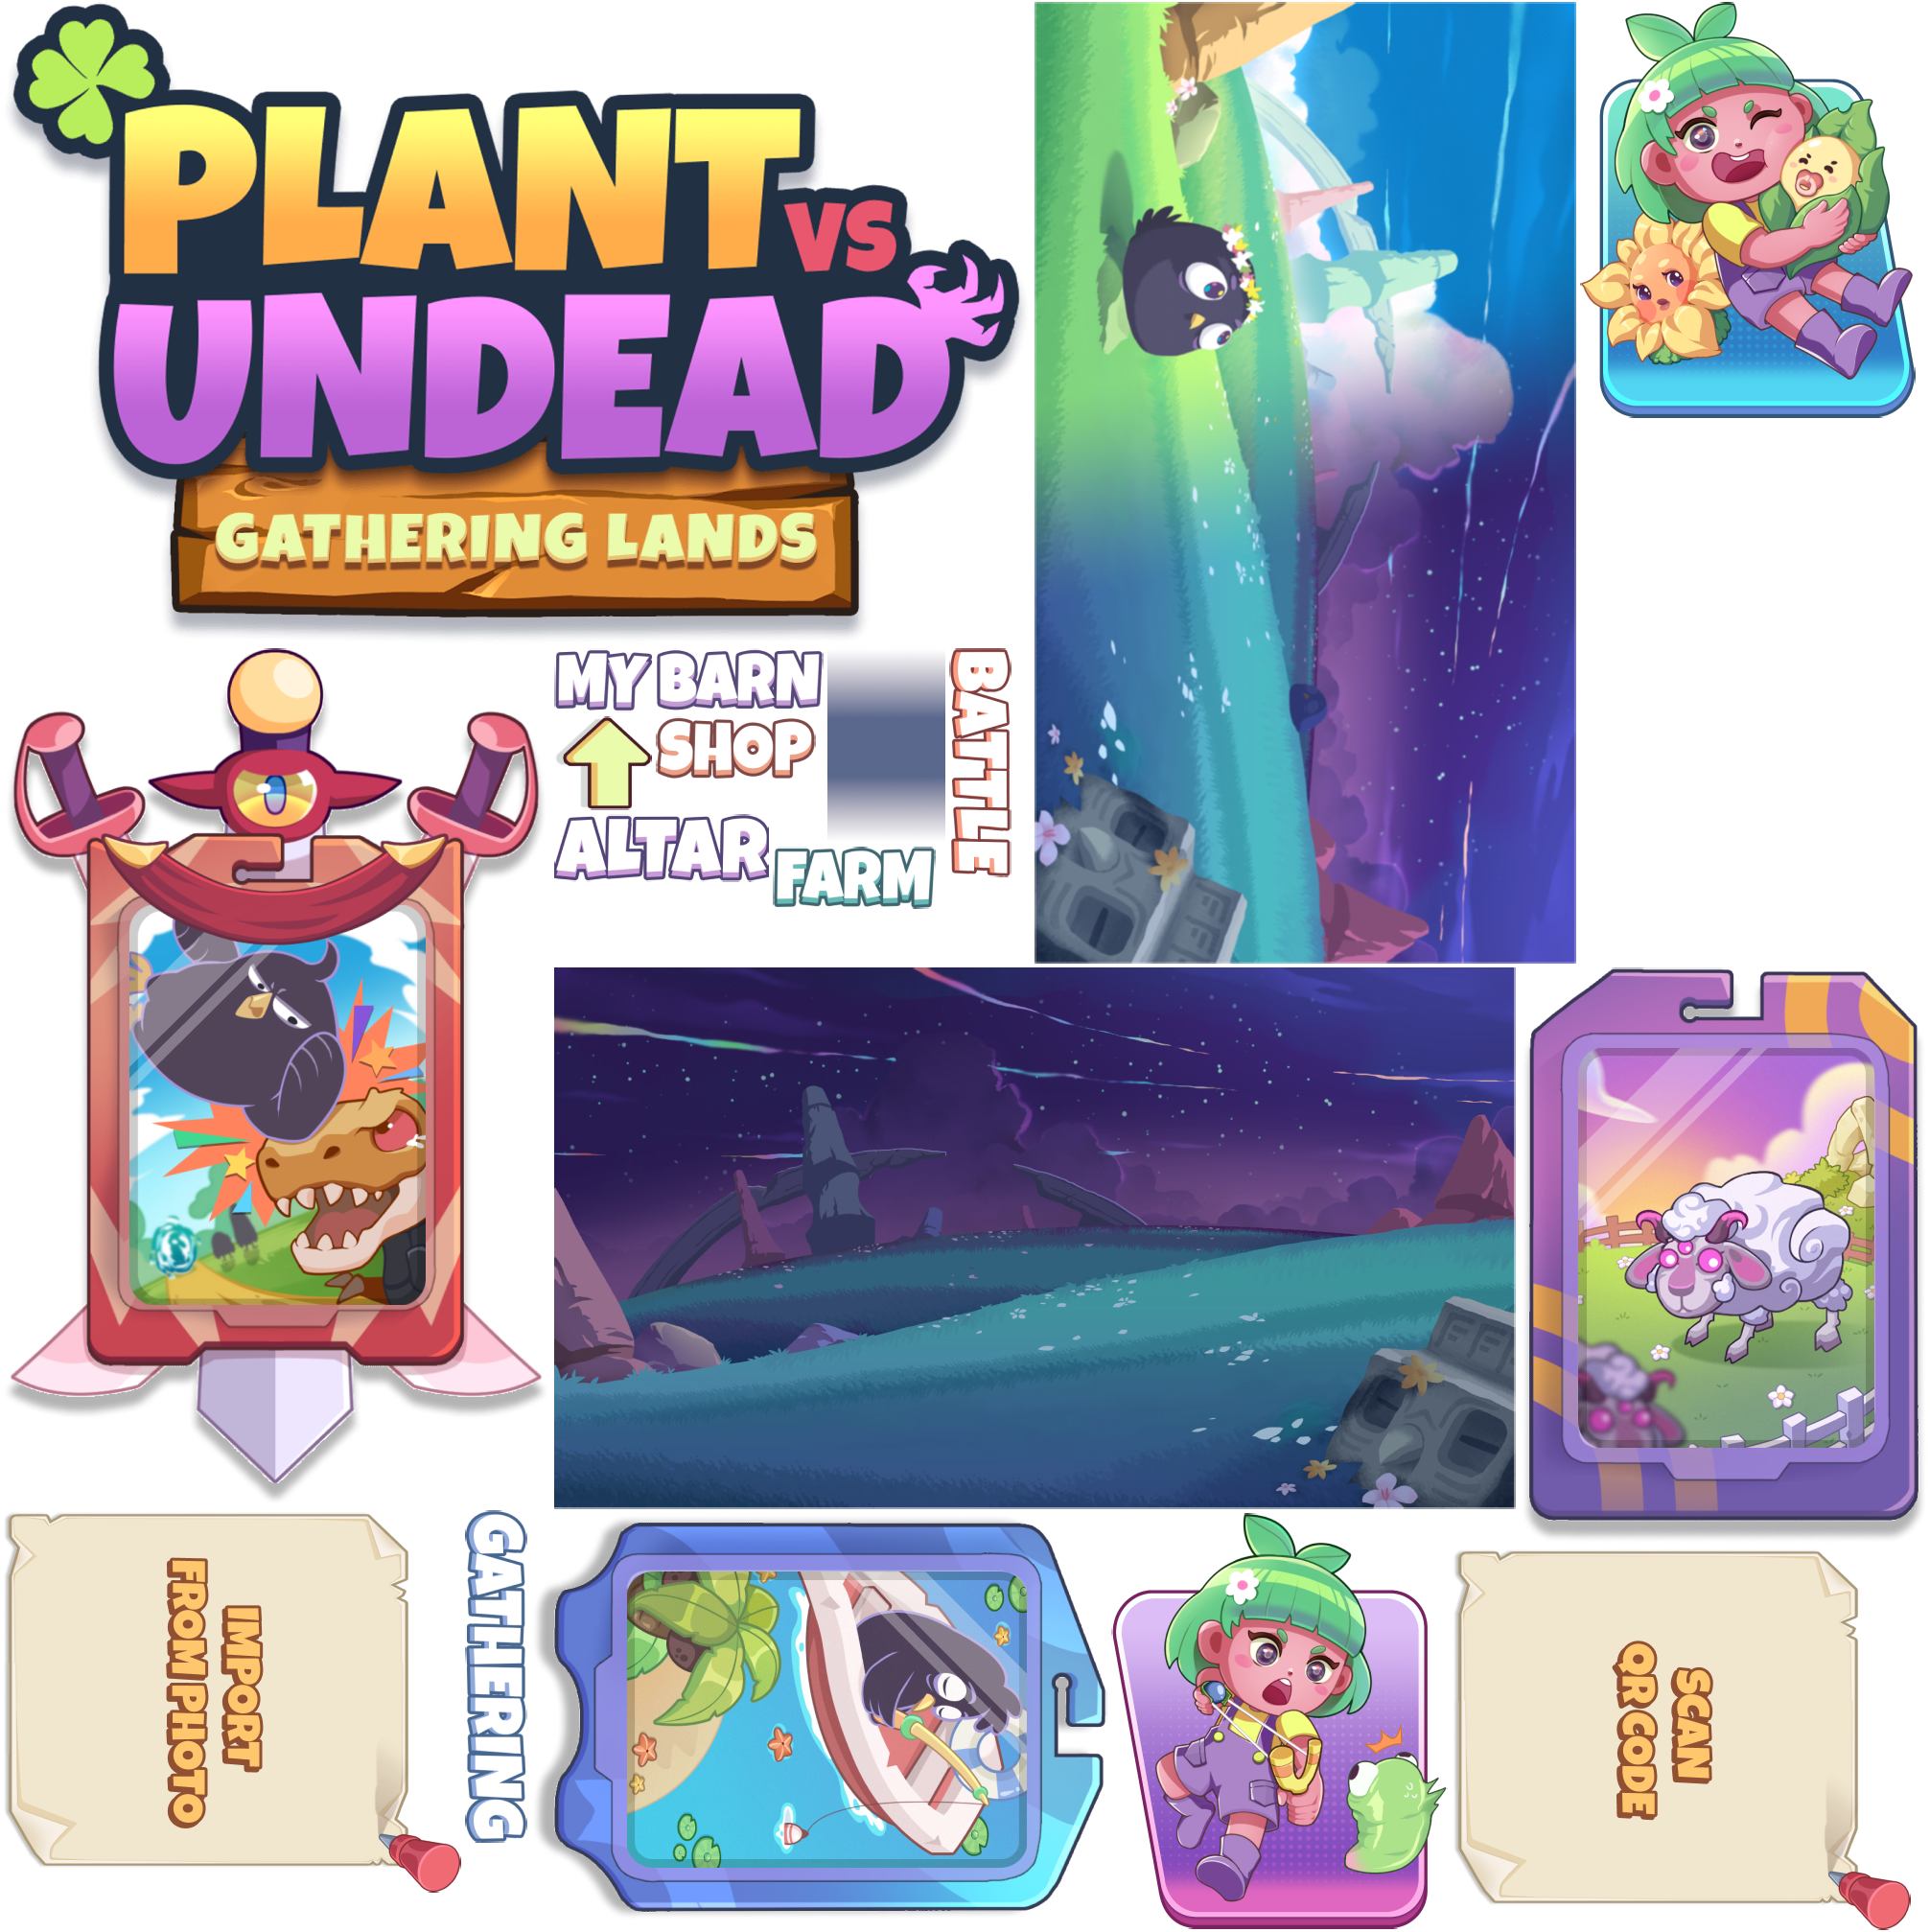 PLANT VS
UNDEAD
GATHERING LANDS
MY BARN
SHOP
ALTAR
FARM
BATTLE
IMPORT
FROM PHOTO
GATHERING
SCAN
QR CODE